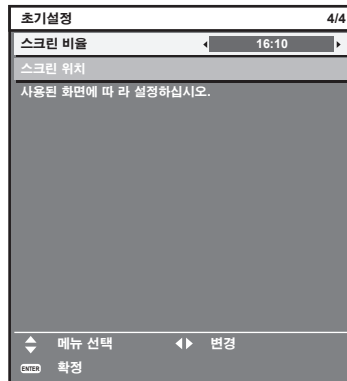 초기설정 4/4
스크린 비율 16:10
스크린 위치
사용된 화면에 따 라 설정하십시오.
메뉴 선택 변경
ENTER 확정